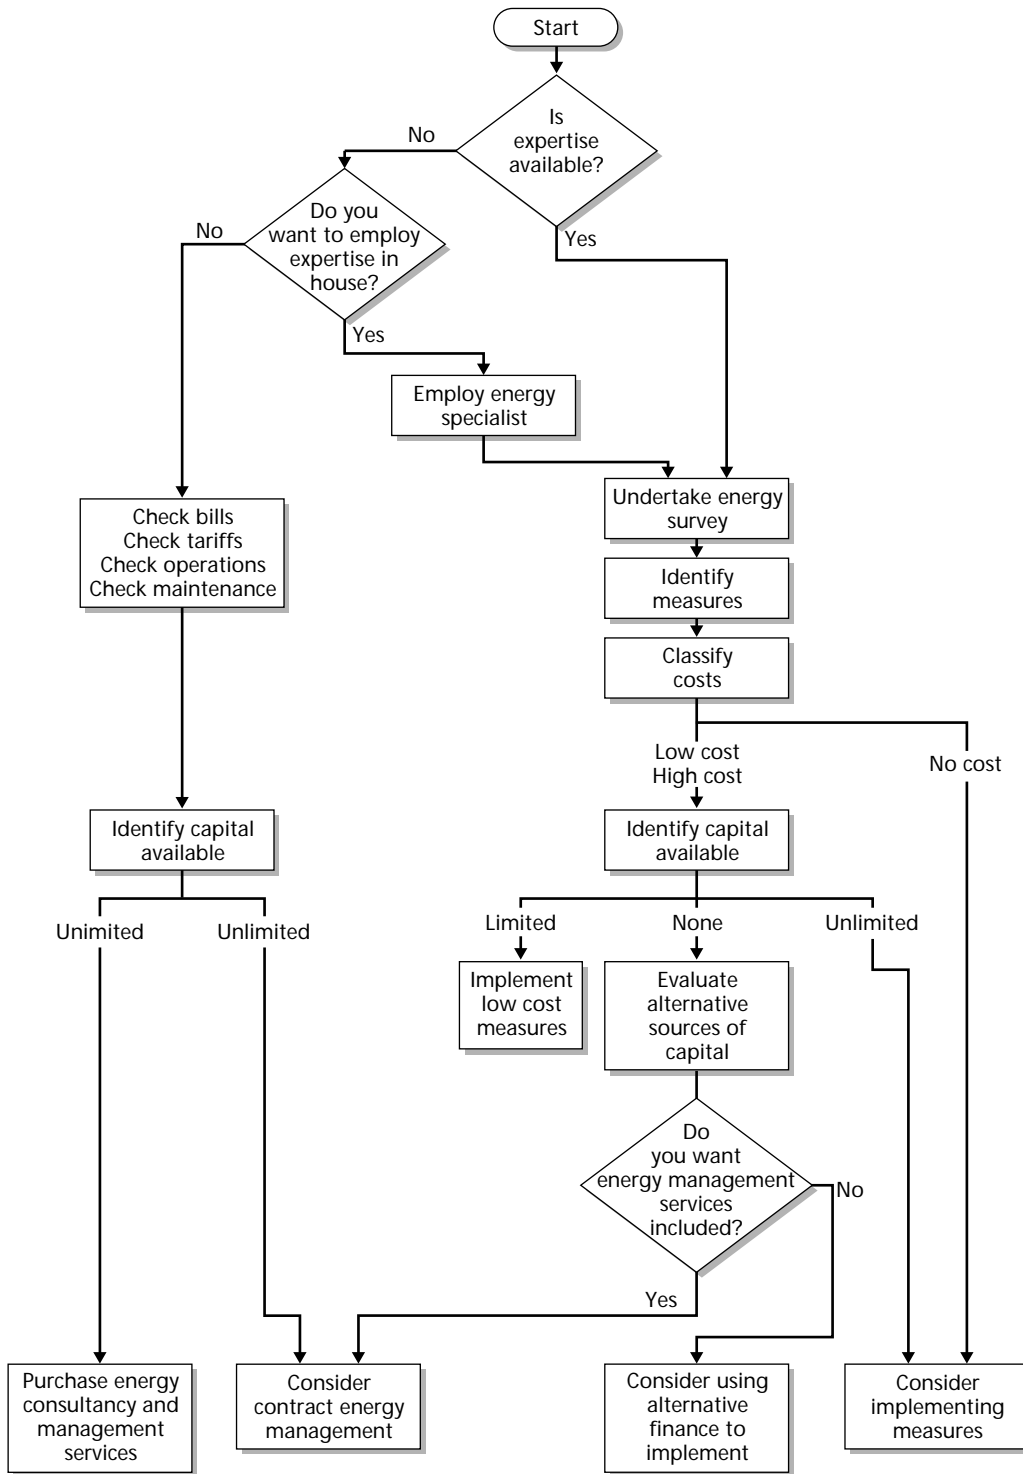 Start
Is
expertise
available?
No
Yes
Do you
want to employ
expertise in
house?
No
Yes
Employ energy
specialist
Undertake energy
survey
Check bills
Check tariffs
Check operations
Check maintenance
Identify
measures
Classify
costs
Low cost
High cost
No cost
Identify capital
available
Identify capital
available
Unimited
Unlimited
Limited
None
Unlimited
Implement
low cost
measures
Evaluate
alternative
sources of
capital
Do
you want
energy management
services
included?
No
Yes
Purchase energy
consultancy and
management
services
Consider
contract energy
management
Consider using
alternative
finance to
implement
Consider
implementing
measures